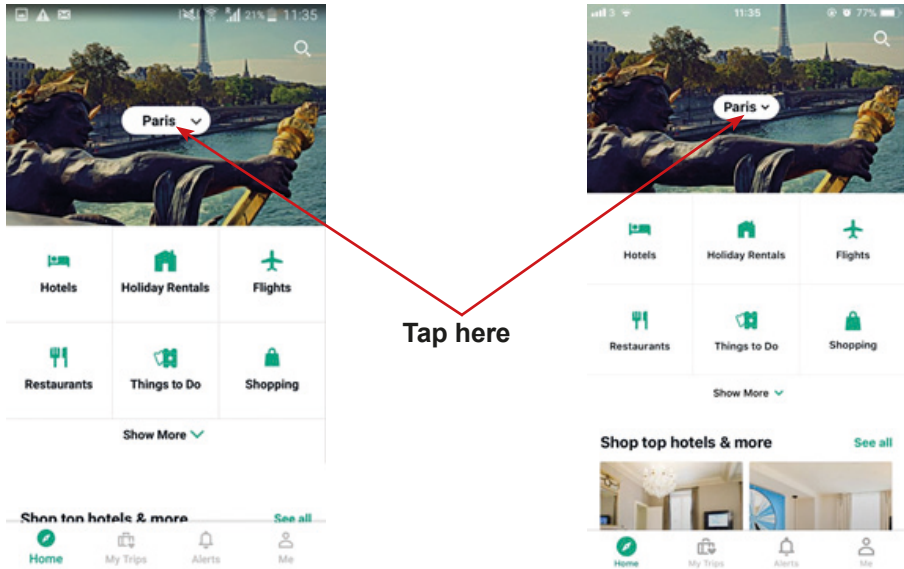 21% 11:35
Paris
Hotels Holiday Rentals Flights
Restaurants Things to Do Shopping
Show More
Shop top hotels & more See all
Home My Trips Alerts Me
Tap here
3 11:35 77%
Paris
Hotels Holiday Rentals Flights
Restaurants Things to Do Shopping
Show More
Shop top hotels & more See all
Home My Trips Alerts Me